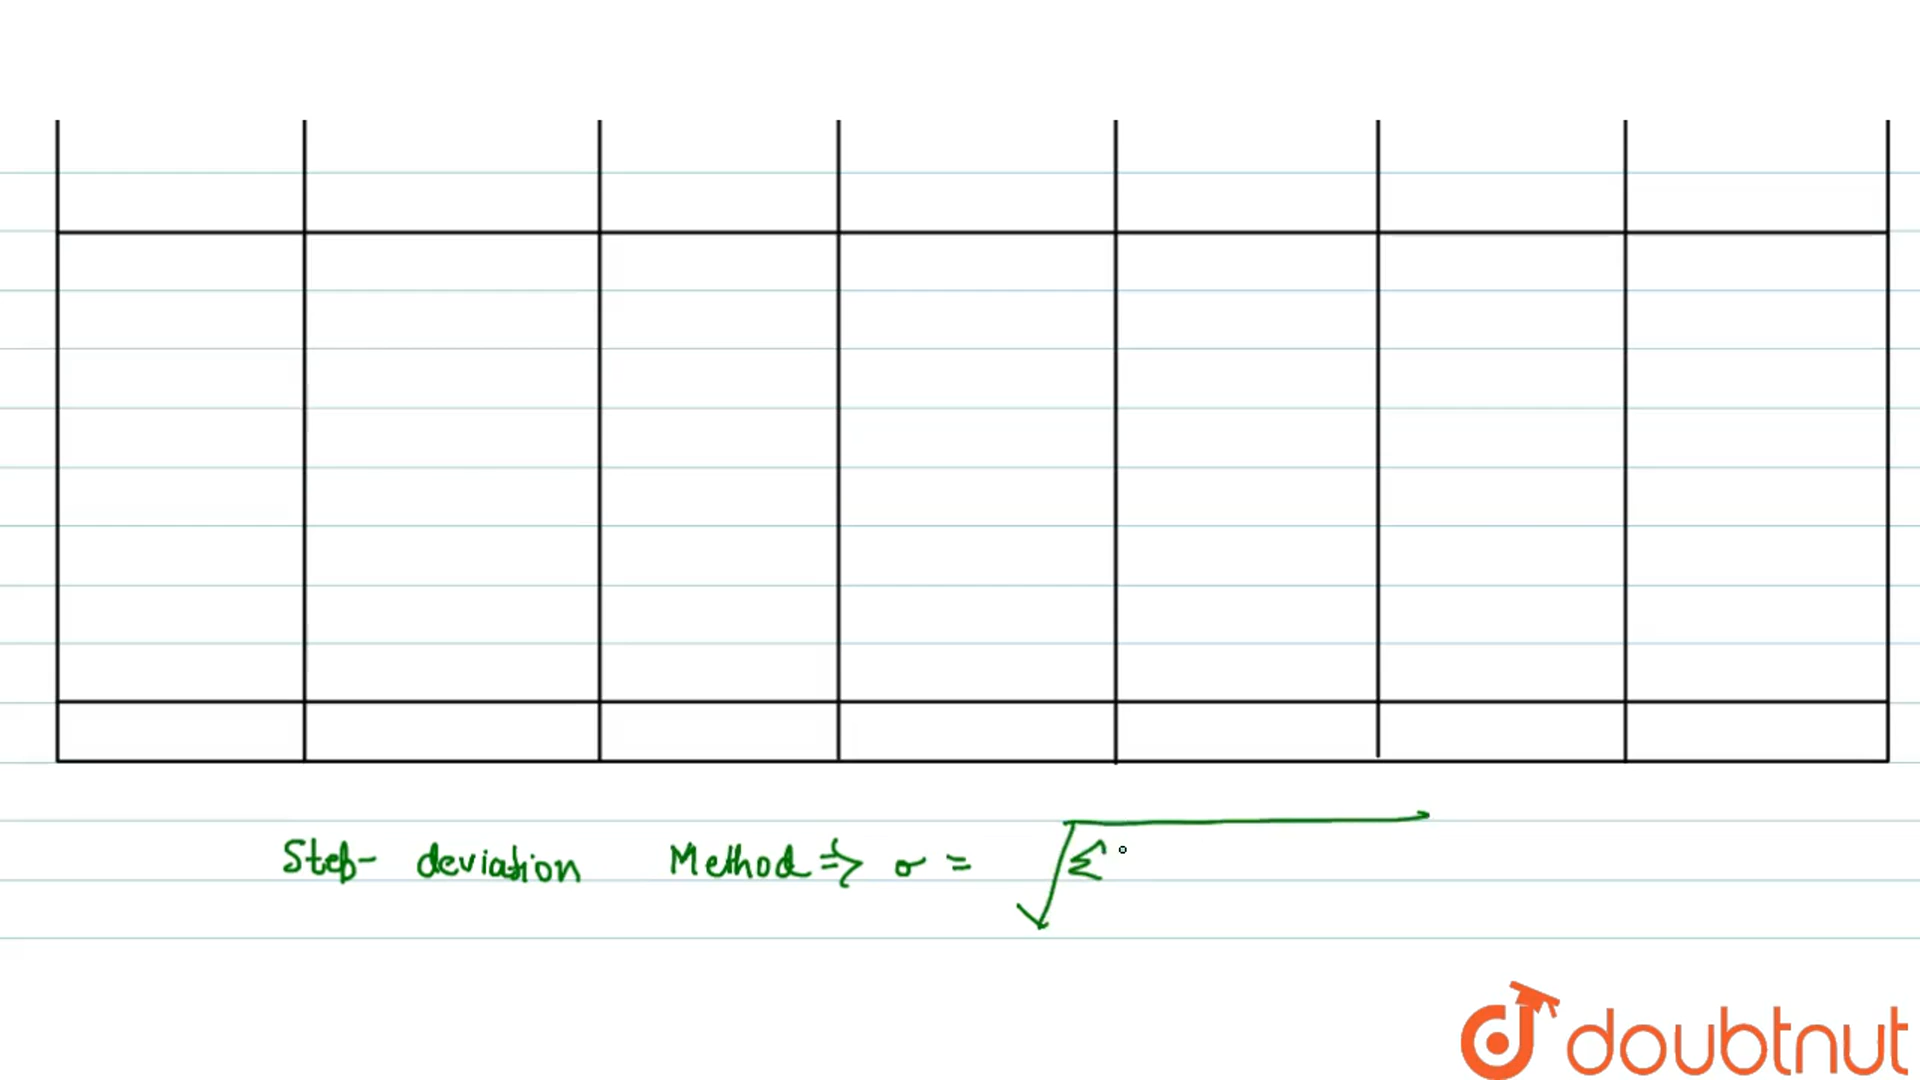 Step- deviation Method ⇒ σ = √Σ
doubtnut